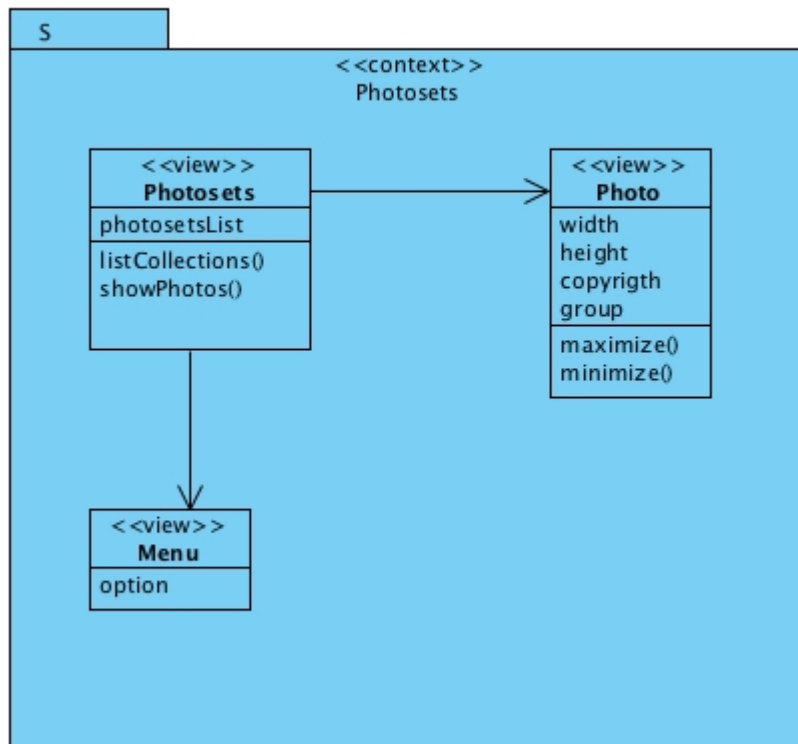 S
<<context>>
Photosets
<<view>>
Photosets
photosetsList
listCollections()
showPhotos()
<<view>>
Photo
width
height
copyrigth
group
maximize()
minimize()
<<view>>
Menu
option